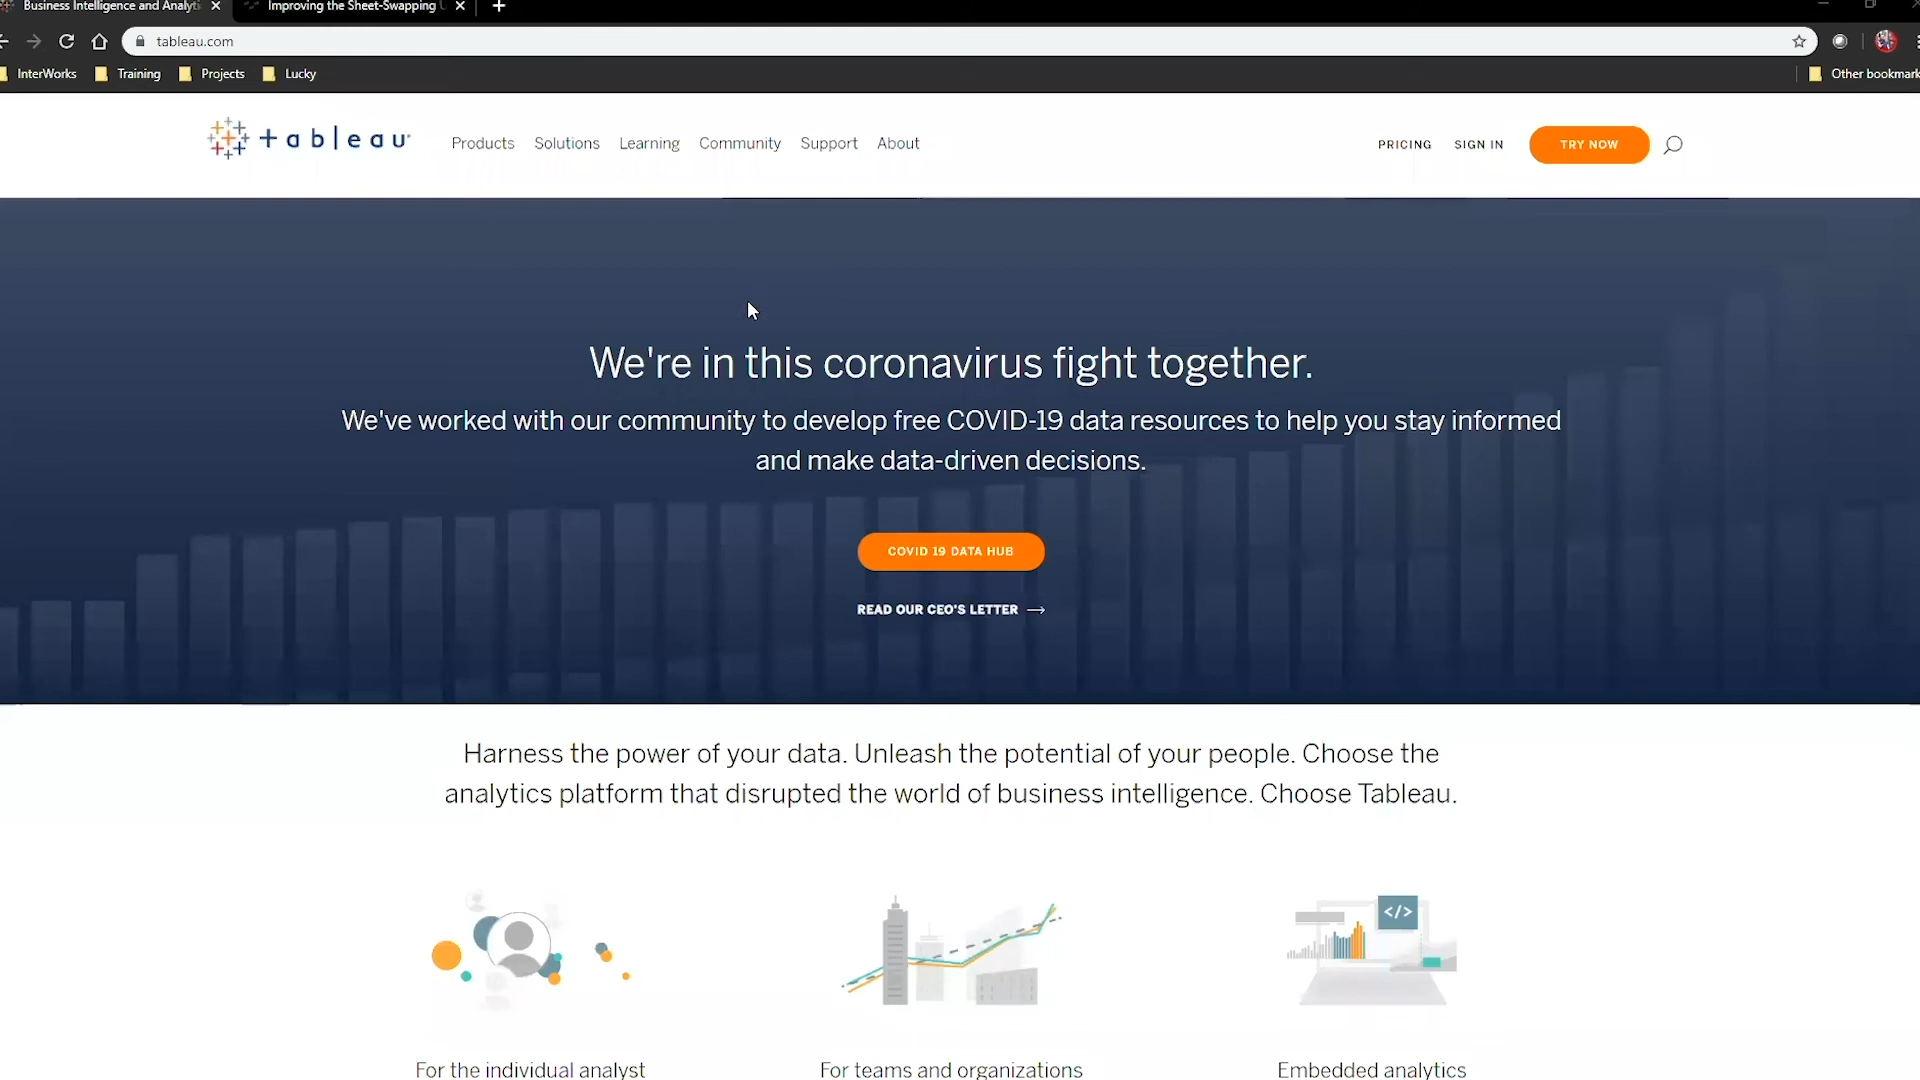 Business Intelligence and Analyti
Improving the Sheet-Swapping
tableau.com
InterWorks Training Projects Lucky
Other bookmark
+ableau
Products Solutions Learning Community Support About
PRICING SIGN IN TRY NOW
We're in this coronavirus fight together.
We've worked with our community to develop free COVID-19 data resources to help you stay informed
and make data-driven decisions.
COVID 19 DATA HUB
READ OUR CEO'S LETTER →
Harness the power of your data. Unleash the potential of your people. Choose the
analytics platform that disrupted the world of business intelligence. Choose Tableau.
</>
For the individual analyst
For teams and organizations
Embedded analytics